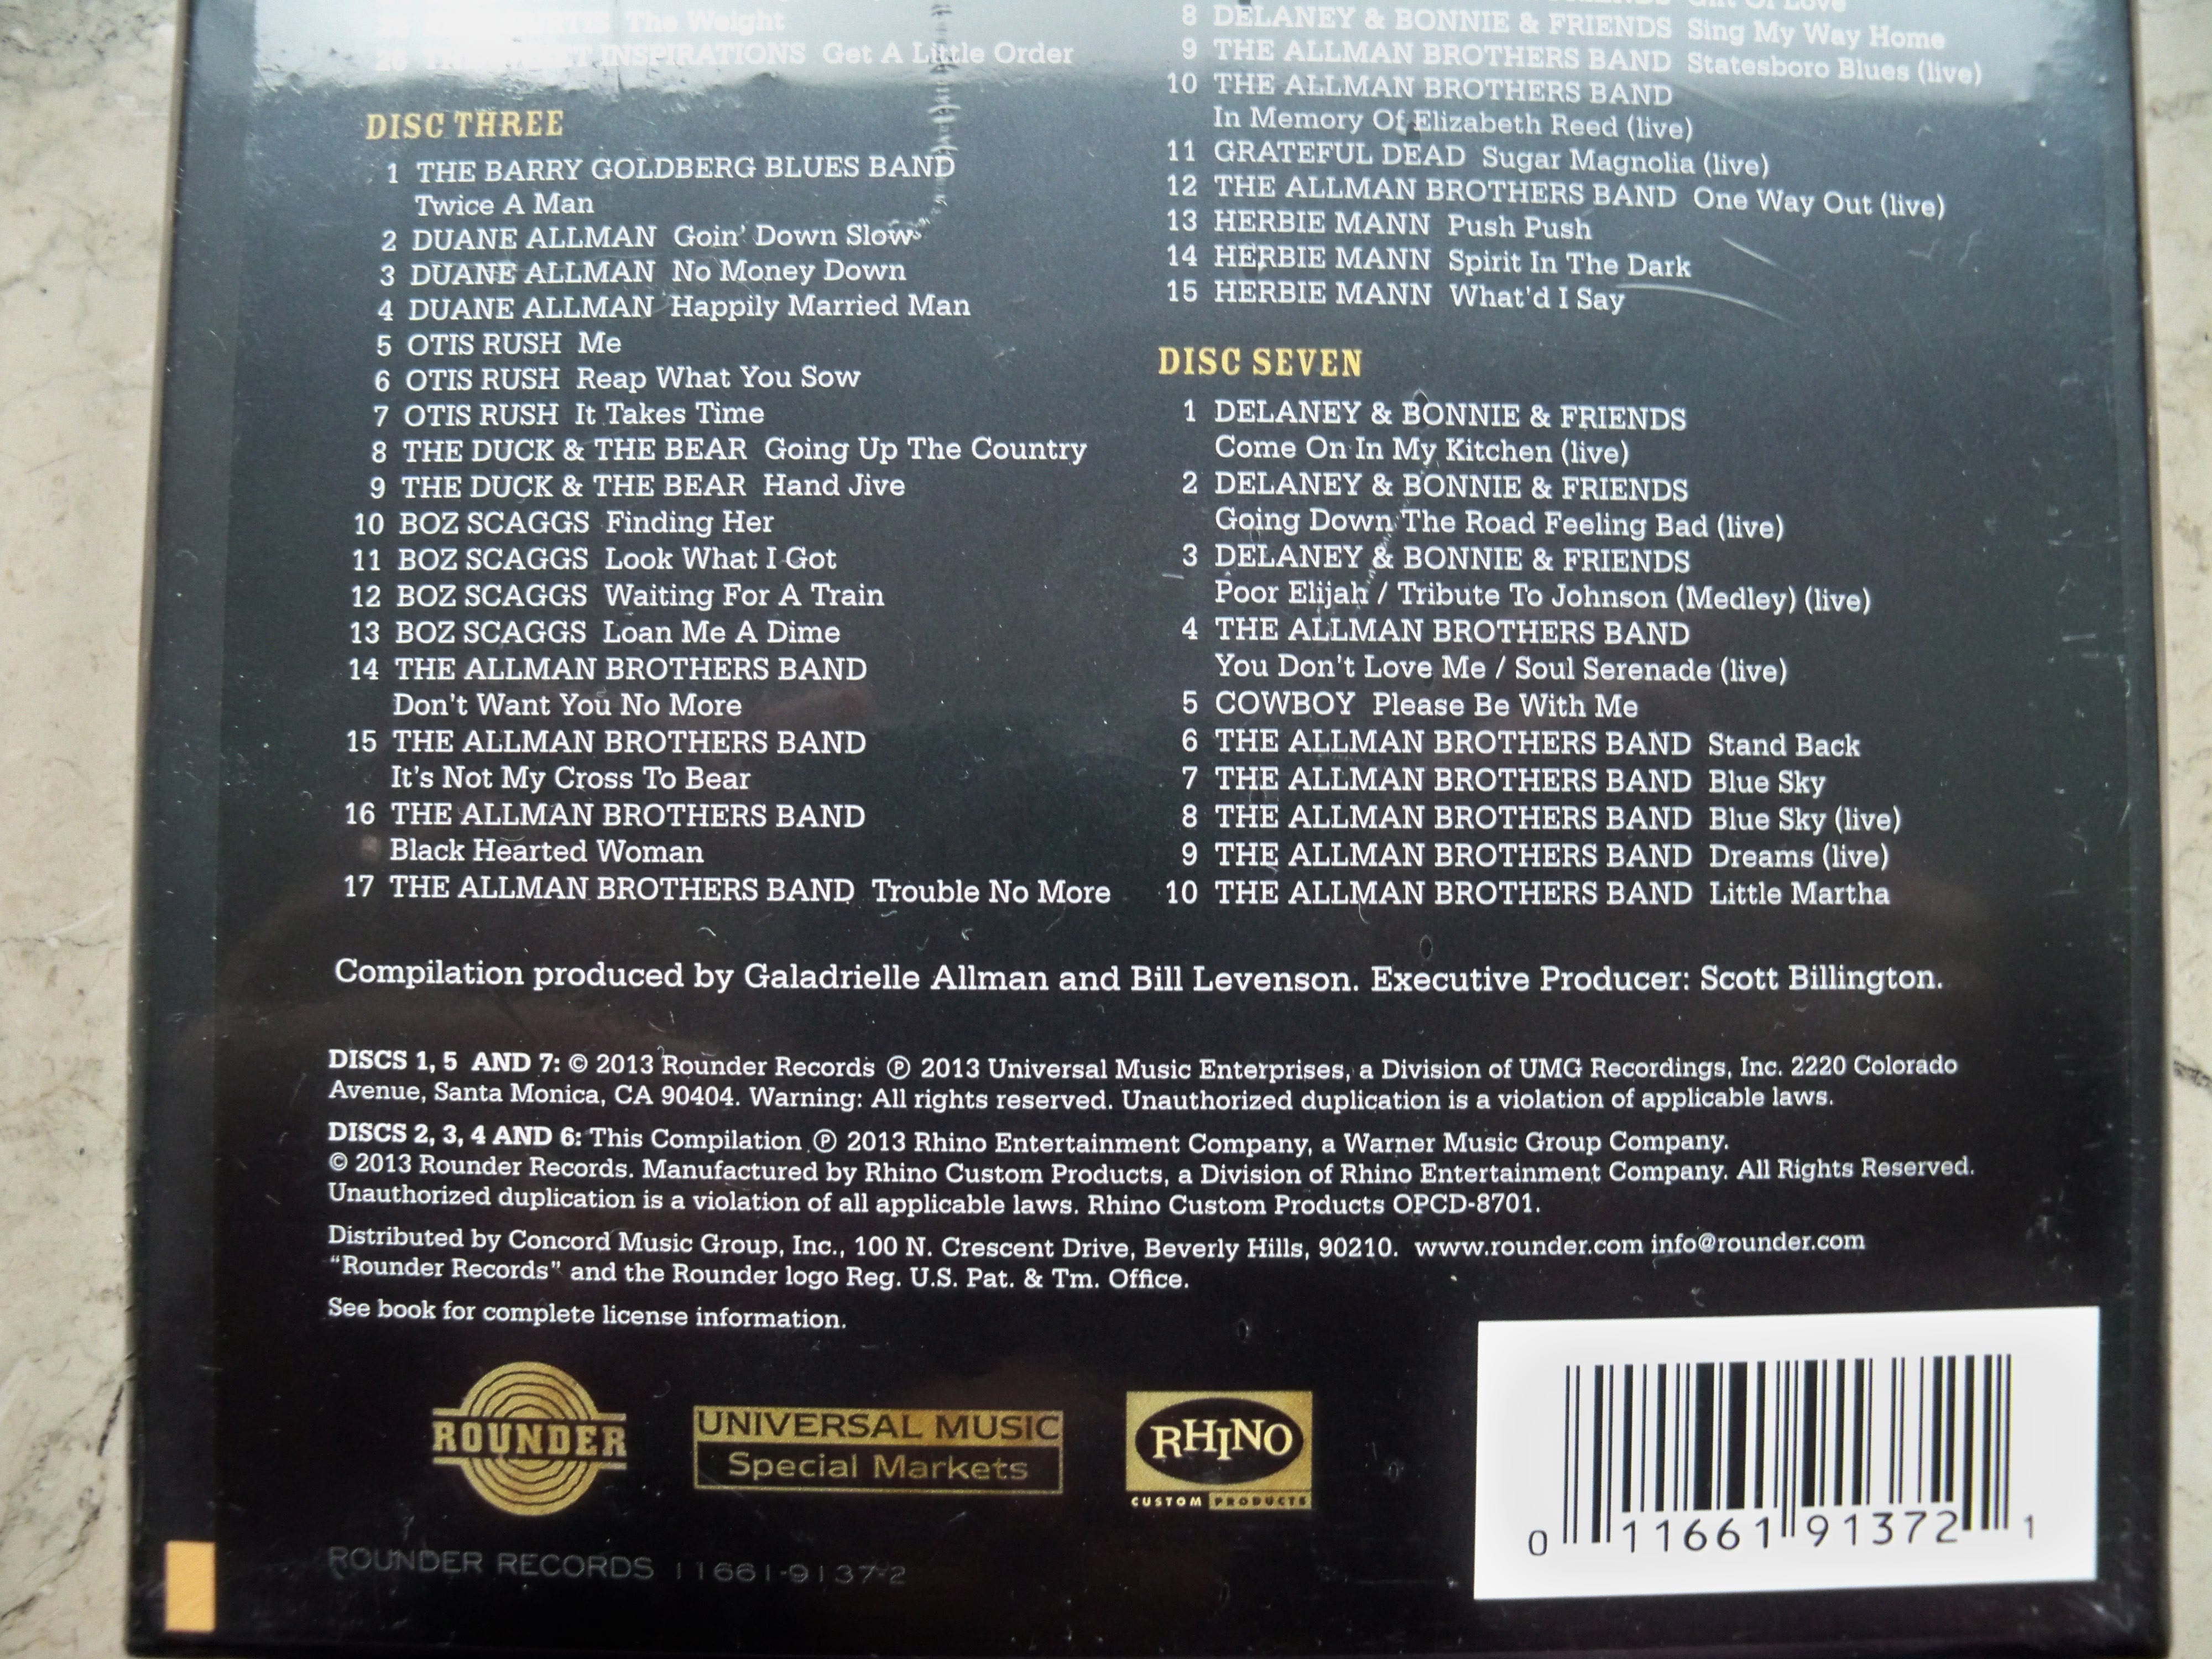 The Weight
INSPIRATIONS Get A Little Order
DISC THREE
1 THE BARRY GOLDBERG BLUES BAND
Twice A Man
2 DUANE ALLMAN Goin' Down Slow
3 DUANE ALLMAN No Money Down
4 DUANE ALLMAN Happily Married Man
5 OTIS RUSH Me
6 OTIS RUSH Reap What You Sow
7 OTIS RUSH It Takes Time
8 THE DUCK & THE BEAR Going Up The Country
9 THE DUCK & THE BEAR Hand Jive
10 BOZ SCAGGS Finding Her
11 BOZ SCAGGS Look What I Got
12 BOZ SCAGGS Waiting For A Train
13 BOZ SCAGGS Loan Me A Dime
14 THE ALLMAN BROTHERS BAND
Don't Want You No More
15 THE ALLMAN BROTHERS BAND
It's Not My Cross To Bear
16 THE ALLMAN BROTHERS BAND
Black Hearted Woman
17 THE ALLMAN BROTHERS BAND Trouble No More
Of Love
8 DELANEY & BONNIE & FRIENDS Sing My Way Home
9 THE ALLMAN BROTHERS BAND Statesboro Blues (live)
10 THE ALLMAN BROTHERS BAND
In Memory Of Elizabeth Reed (live)
11 GRATEFUL DEAD Sugar Magnolia (live)
12 THE ALLMAN BROTHERS BAND One Way Out (live)
13 HERBIE MANN Push Push
14 HERBIE MANN Spirit In The Dark
15 HERBIE MANN What'd I Say
DISC SEVEN
1 DELANEY & BONNIE & FRIENDS
Come On In My Kitchen (live)
2 DELANEY & BONNIE & FRIENDS
Going Down The Road Feeling Bad (live)
3 DELANEY & BONNIE & FRIENDS
Poor Elijah / Tribute To Johnson (Medley) (live)
4 THE ALLMAN BROTHERS BAND
You Don't Love Me / Soul Serenade (live)
5 COWBOY Please Be With Me
6 THE ALLMAN BROTHERS BAND Stand Back
7 THE ALLMAN BROTHERS BAND Blue Sky
8 THE ALLMAN BROTHERS BAND Blue Sky (live)
9 THE ALLMAN BROTHERS BAND Dreams (live)
10 THE ALLMAN BROTHERS BAND Little Martha
Compilation produced by Galadrielle Allman and Bill Levenson. Executive Producer: Scott Billington.
DISCS 1, 5 AND 7: © 2013 Rounder Records ℗ 2013 Universal Music Enterprises, a Division of UMG Recordings, Inc. 2220 Colorado
Avenue, Santa Monica, CA 90404. Warning: All rights reserved. Unauthorized duplication is a violation of applicable laws.
DISCS 2, 3, 4 AND 6: This Compilation ℗ 2013 Rhino Entertainment Company, a Warner Music Group Company.
© 2013 Rounder Records. Manufactured by Rhino Custom Products, a Division of Rhino Entertainment Company. All Rights Reserved.
Unauthorized duplication is a violation of all applicable laws. Rhino Custom Products OPCD-8701.
Distributed by Concord Music Group, Inc., 100 N. Crescent Drive, Beverly Hills, 90210. www.rounder.com info@rounder.com
"Rounder Records" and the Rounder logo Reg. U.S. Pat. & Tm. Office.
See book for complete license information.
ROUNDER
UNIVERSAL MUSIC
Special Markets
RHINO
CUSTOM PRODUCTS
0 11661 91372 1
ROUNDER RECORDS 11661-9137-2